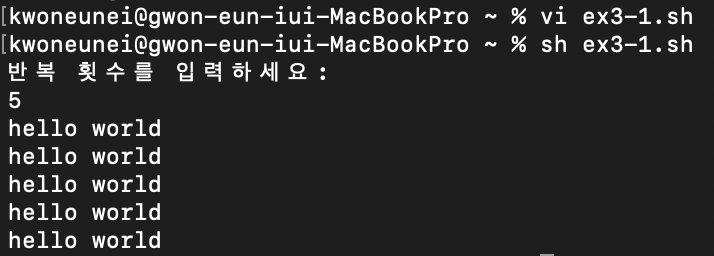 [kwoneunei@gwon-eun-iui-MacBookPro ~ % vi ex3-1.sh
[kwoneunei@gwon-eun-iui-MacBookPro ~ % sh ex3-1.sh
반복 횟수를 입력하세요:
5
hello world
hello world
hello world
hello world
hello world